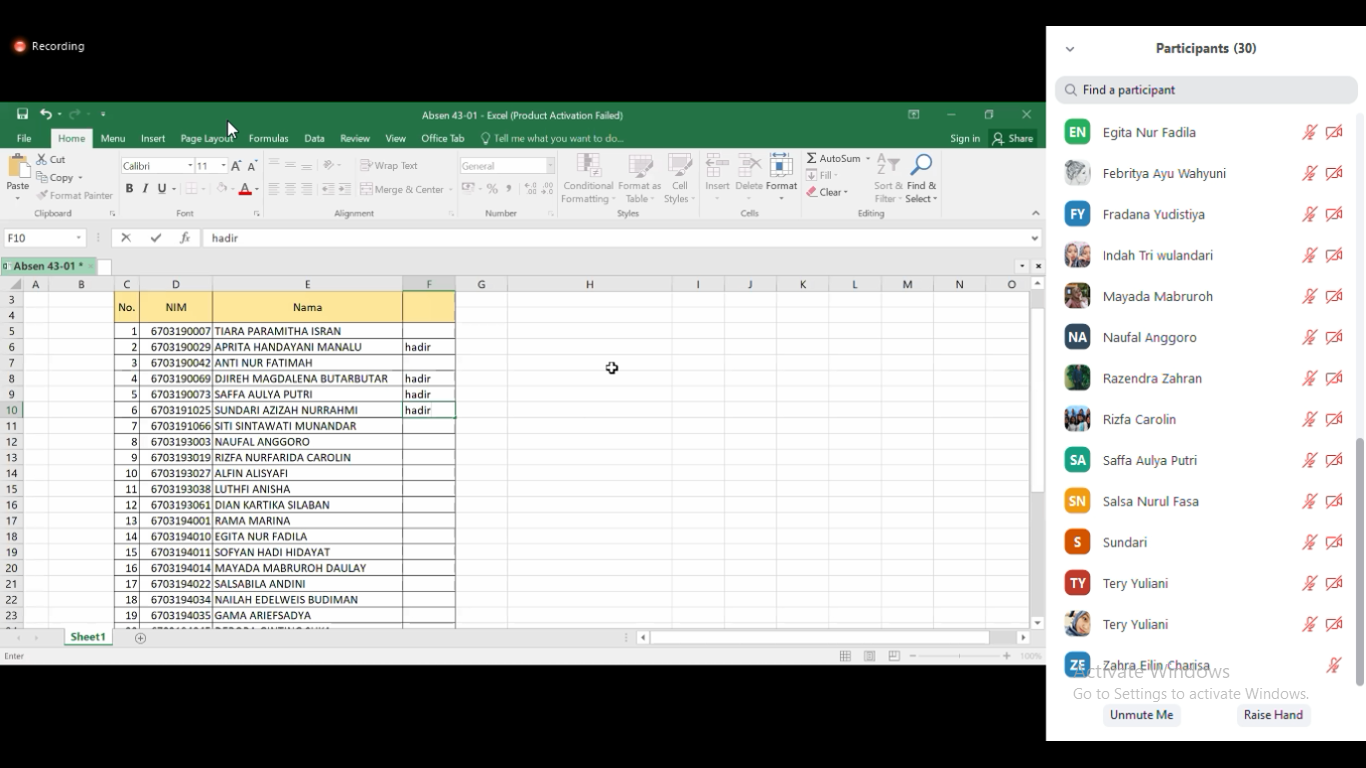 Recording
Absen 43-01 - Excel (Product Activation Failed)
File Home Menu Insert Page Layout Formulas Data Review View Office Tab Tell me what you want to do... Sign in Share
Paste
Cut
Copy
Format Painter
Clipboard
Calibri 11
B I U
Font
Wrap Text
Merge & Center
Alignment
General
Number
Conditional Formatting
Format as Table
Cell Styles
Styles
Insert Delete Format
Cells
AutoSum
Fill
Clear
Sort & Filter
Find & Select
Editing
F10 fx hadir
Absen 43-01 *
A B C D E F G H I J K L M N O
3
4
No. NIM Nama
5 1 6703190007 TIARA PARAMITHA ISRAN
6 2 6703190029 APRITA HANDAYANI MANALU hadir
7 3 6703190042 ANTI NUR FATIMAH
8 4 6703190069 DJIREH MAGDALENA BUTARBUTAR hadir
9 5 6703190073 SAFFA AULYA PUTRI hadir
10 6 6703191025 SUNDARI AZIZAH NURRAHMI hadir
11 7 6703191066 SITI SINTAWATI MUNANDAR
12 8 6703193003 NAUFAL ANGGORO
13 9 6703193019 RIZFA NURFARIDA CAROLIN
14 10 6703193027 ALFIN ALISYAFI
15 11 6703193038 LUTHFI ANISHA
16 12 6703193061 DIAN KARTIKA SILABAN
17 13 6703194001 RAMA MARINA
18 14 6703194010 EGITA NUR FADILA
19 15 6703194011 SOFYAN HADI HIDAYAT
20 16 6703194014 MAYADA MABRUROH DAULAY
21 17 6703194022 SALSABILA ANDINI
22 18 6703194034 NAILAH EDELWEIS BUDIMAN
23 19 6703194035 GAMA ARIEFSADYA
Sheet1
Enter 100%
Participants (30)
Find a participant
EN Egita Nur Fadila
Febritya Ayu Wahyuni
FY Fradana Yudistiya
Indah Tri wulandari
Mayada Mabruroh
NA Naufal Anggoro
Razendra Zahran
Rizfa Carolin
SA Saffa Aulya Putri
SN Salsa Nurul Fasa
S Sundari
TY Tery Yuliani
Tery Yuliani
ZE Zahra Eilin Charisa
Activate Windows
Go to Settings to activate Windows.
Unmute Me Raise Hand